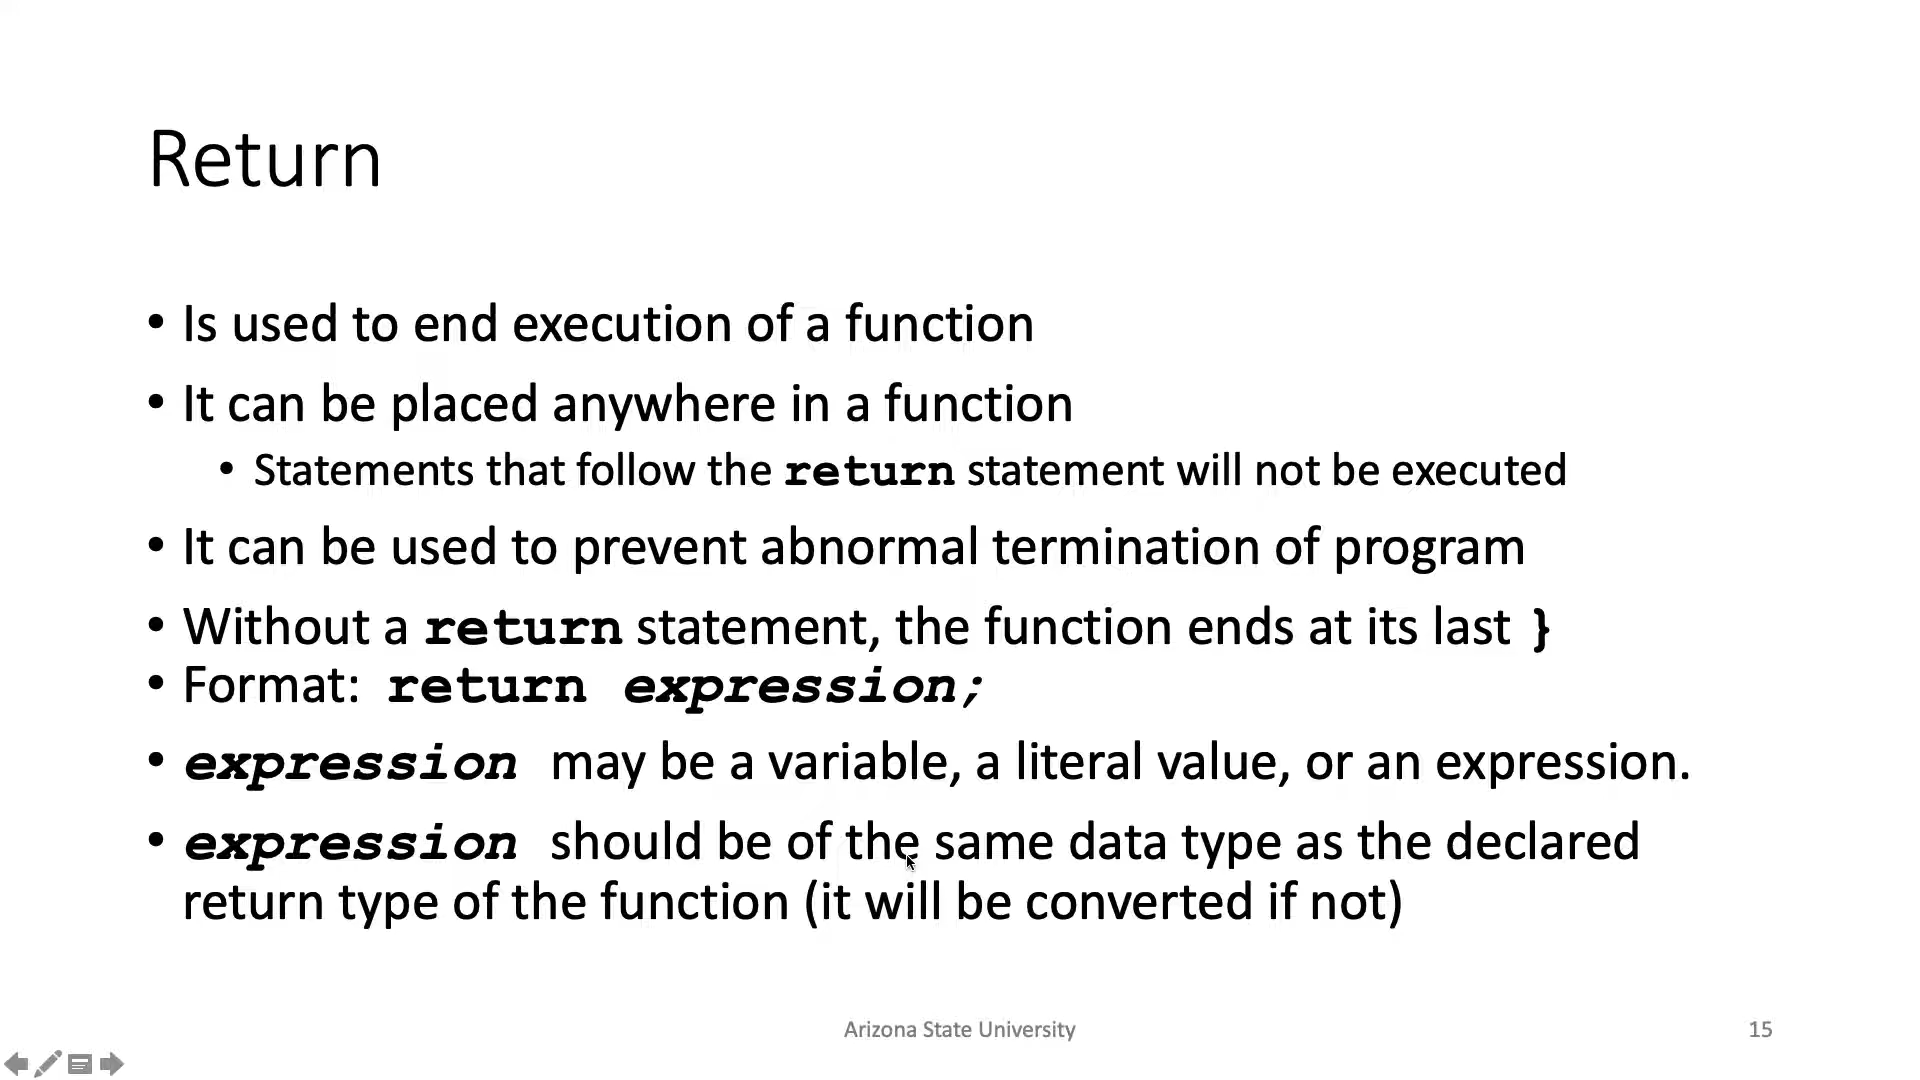 Return
• Is used to end execution of a function
• It can be placed anywhere in a function
• Statements that follow the return statement will not be executed
• It can be used to prevent abnormal termination of program
• Without a return statement, the function ends at its last }
• Format: return expression;
• expression may be a variable, a literal value, or an expression.
• expression should be of the same data type as the declared
return type of the function (it will be converted if not)
Arizona State University
15